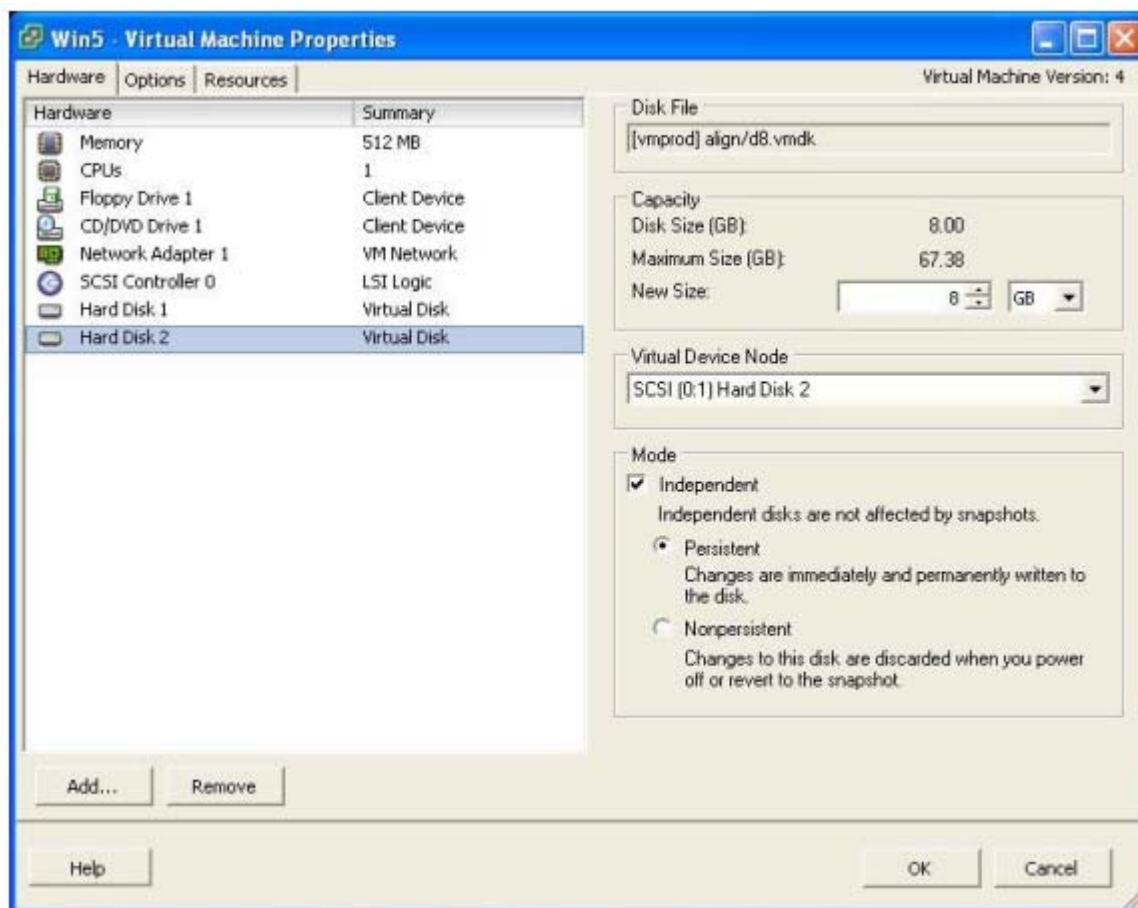 Win5 - Virtual Machine Properties
Hardware Options Resources Virtual Machine Version: 4
Hardware Summary
Memory 512 MB
CPUs 1
Floppy Drive 1 Client Device
CD/DVD Drive 1 Client Device
Network Adapter 1 VM Network
SCSI Controller 0 LSI Logic
Hard Disk 1 Virtual Disk
Hard Disk 2 Virtual Disk
Add... Remove
Disk File
[vmprod] align/d8.vmdk
Capacity
Disk Size (GB): 8.00
Maximum Size (GB): 67.38
New Size: 8 GB
Virtual Device Node
SCSI (0:1) Hard Disk 2
Mode
Independent
Independent disks are not affected by snapshots.
Persistent
Changes are immediately and permanently written to
the disk.
Nonpersistent
Changes to this disk are discarded when you power
off or revert to the snapshot.
Help OK Cancel